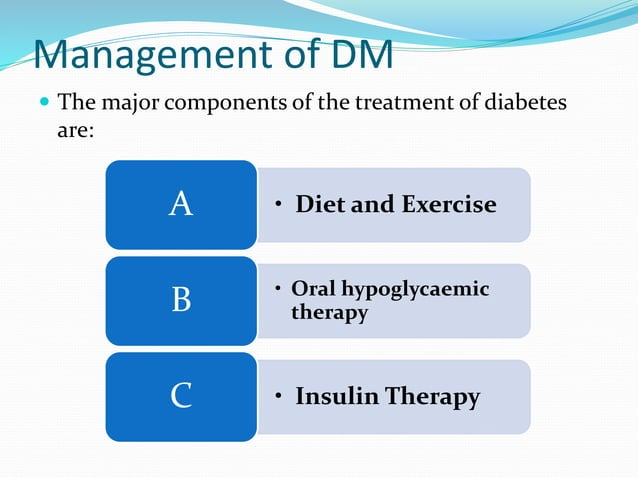 Management of DM
• The major components of the treatment of diabetes
are:
A
• Diet and Exercise
B
• Oral hypoglycaemic
therapy
C
• Insulin Therapy